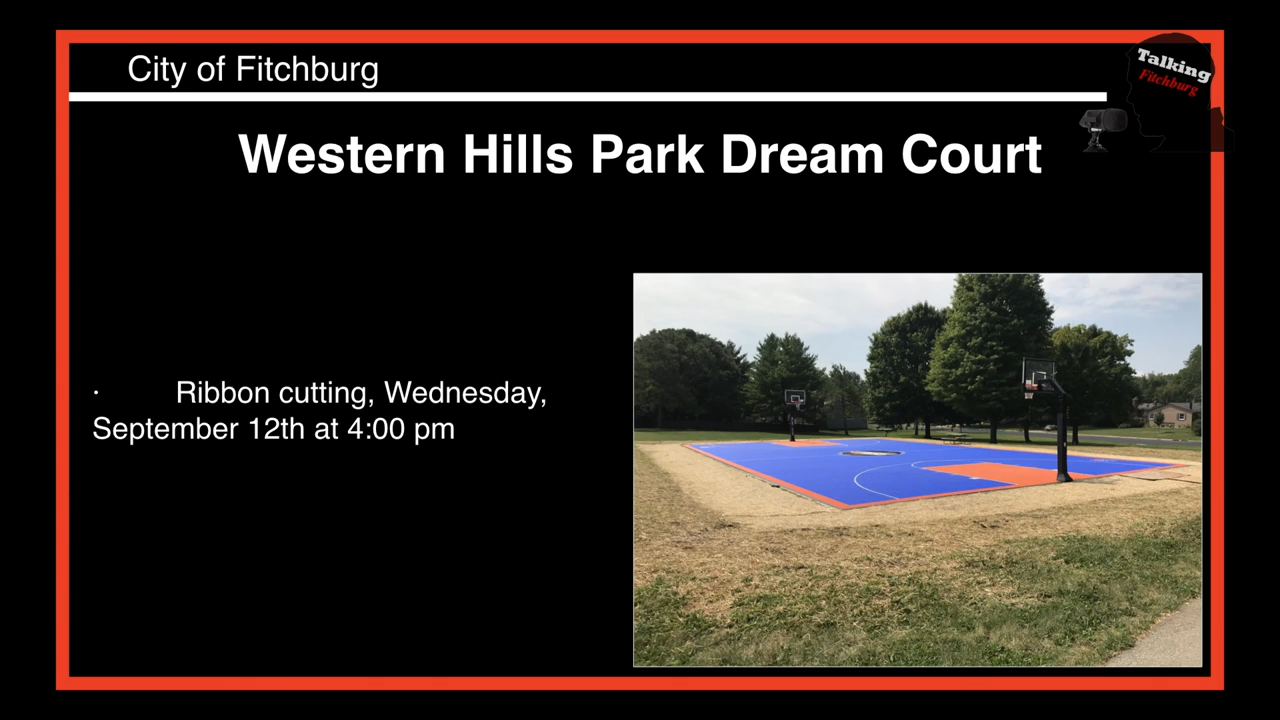 City of Fitchburg
Talking
Fitchburg
Western Hills Park Dream Court
· Ribbon cutting, Wednesday,
September 12th at 4:00 pm